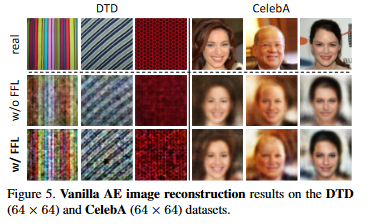 DTD CelebA
real
w/o FFL
w/ FFL
Figure 5. Vanilla AE image reconstruction results on the DTD
(64 × 64) and CelebA (64 × 64) datasets.